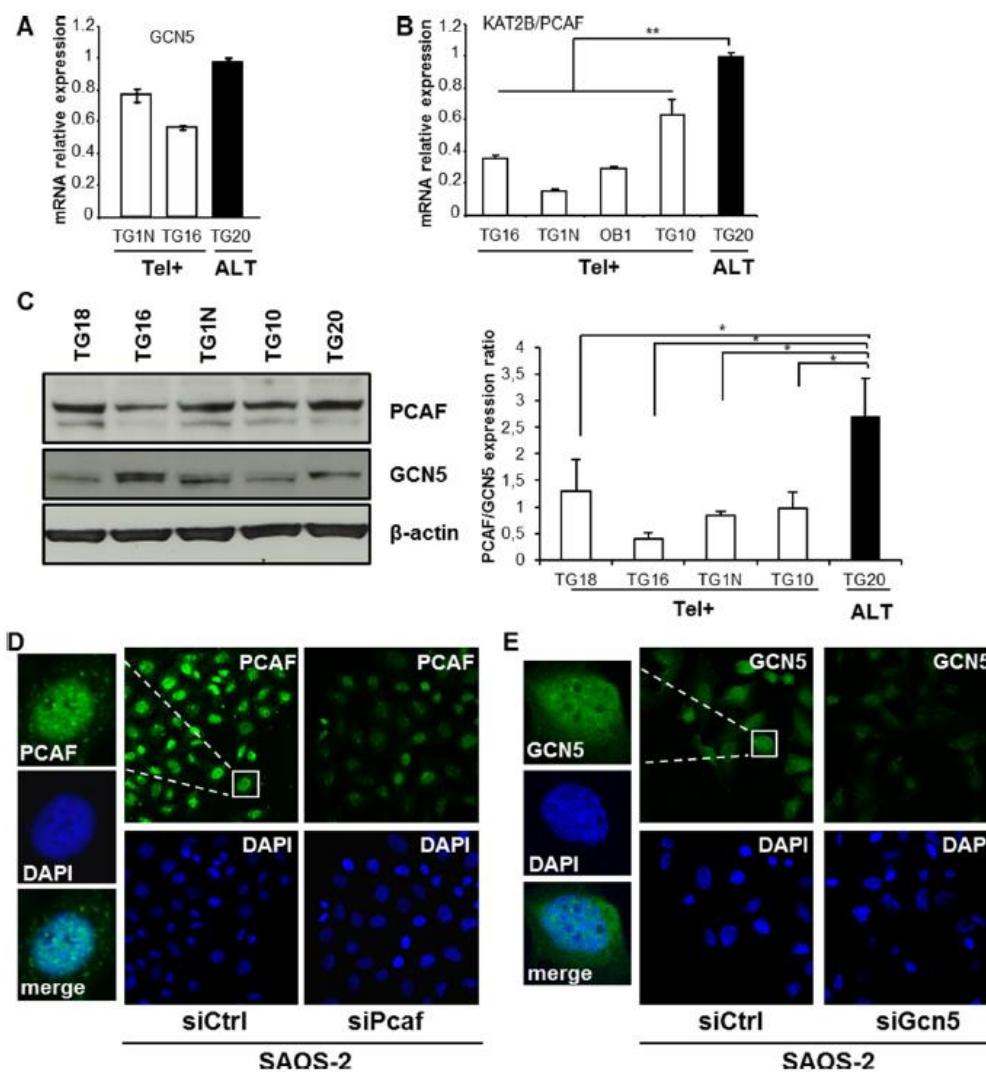 A
GCN5
mRNA relative expression
1.2
1
0.8
0.6
0.4
0.2
0
TG1N TG16 TG20
Tel+ ALT
B
KAT2B/PCAF
**
mRNA relative expression
1.2
1
0.8
0.6
0.4
0.2
0
TG16 TG1N OB1 TG10 TG20
Tel+ ALT
C
TG18 TG16 TG1N TG10 TG20
PCAF
GCN5
β-actin
*
*
*
*
PCAF/GCN5 expression ratio
4
3,5
3
2,5
2
1,5
1
0,5
0
TG18 TG16 TG1N TG10 TG20
Tel+ ALT
D
PCAF
DAPI
merge
PCAF PCAF
DAPI DAPI
siCtrl siPcaf
SAOS-2
E
GCN5
DAPI
merge
GCN5 GCN5
DAPI DAPI
siCtrl siGcn5
SAOS-2